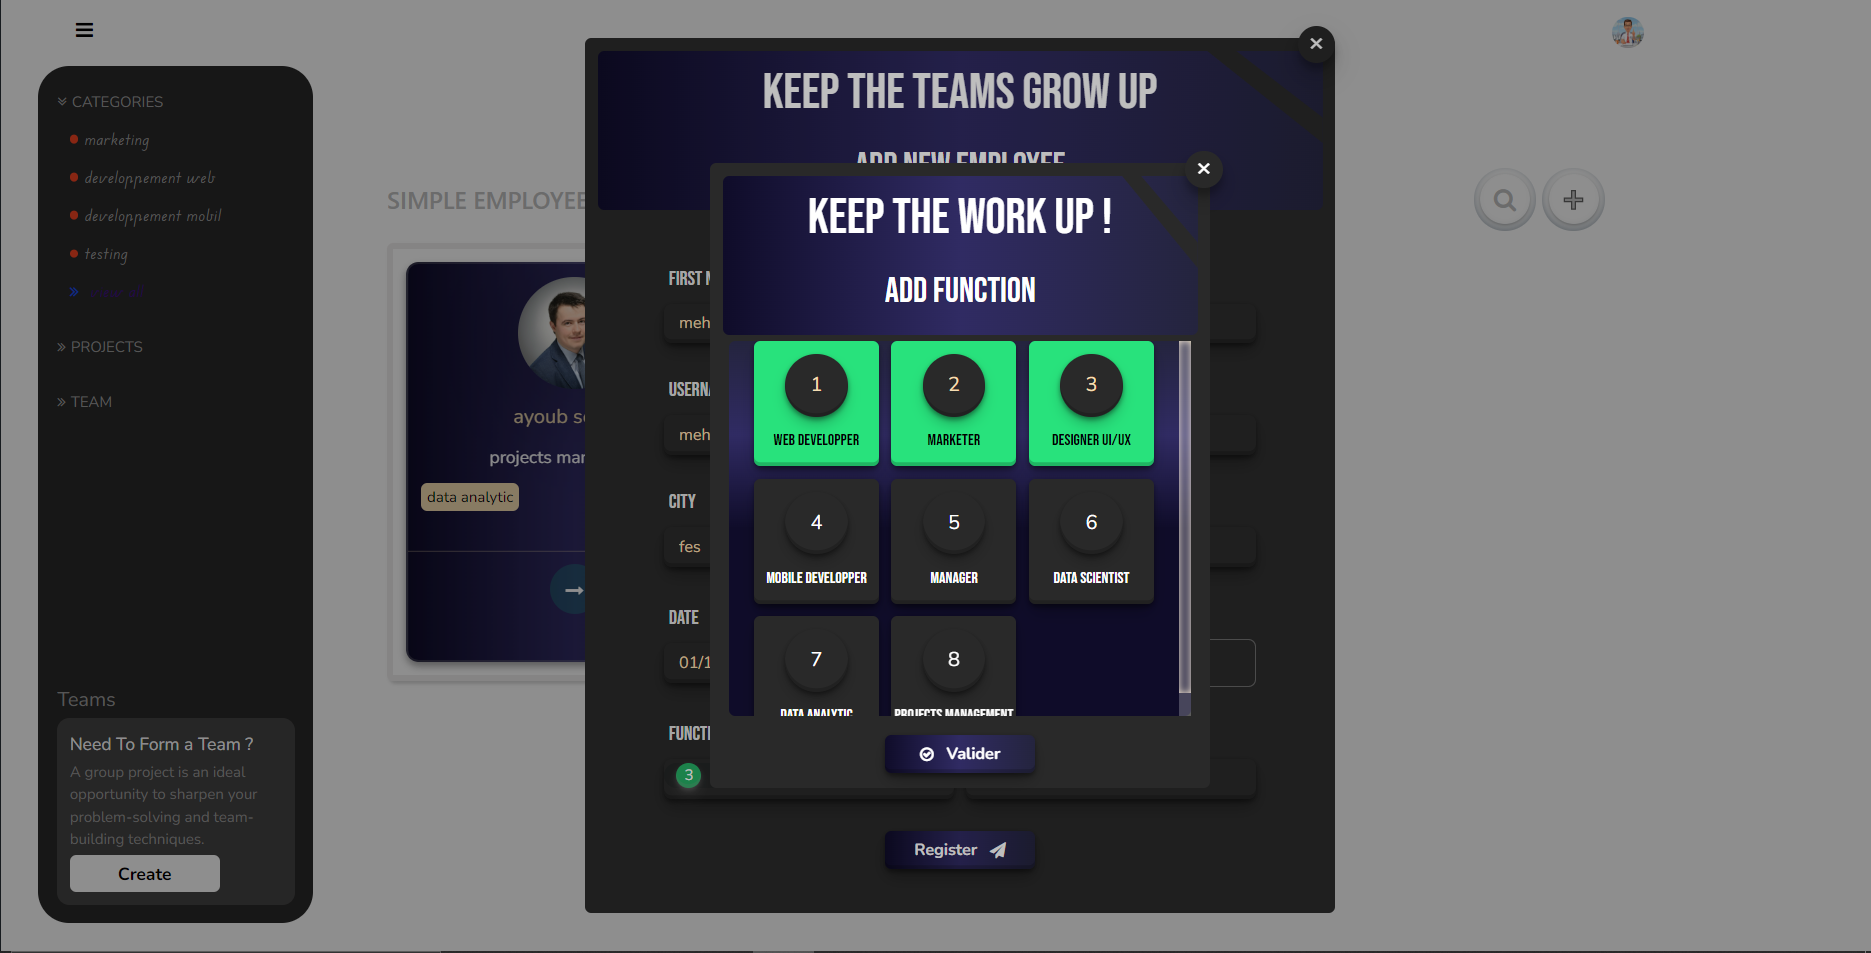 CATEGORIES
marketing
developpement web
developpement mobil
testing
PROJECTS
TEAM
Teams
Need To Form a Team ?
A group project is an ideal
opportunity to sharpen your
problem-solving and team-
building techniques.
Create
SIMPLE EMPLOYEE
ayoub
projects
data analytic
KEEP THE TEAMS GROW UP
ADD NEW EMPLOYEE
FIRST
meh
meh
CITY
fes
DATE
01/1
3
Register
KEEP THE WORK UP !
ADD FUNCTION
1
WEB DEVELOPPER
2
MARKETER
3
DESIGNER UI/UX
4
MOBILE DEVELOPPER
5
MANAGER
6
DATA SCIENTIST
7
DATA ANALYTIC
8
PROJECTS MANAGEMENT
Valider